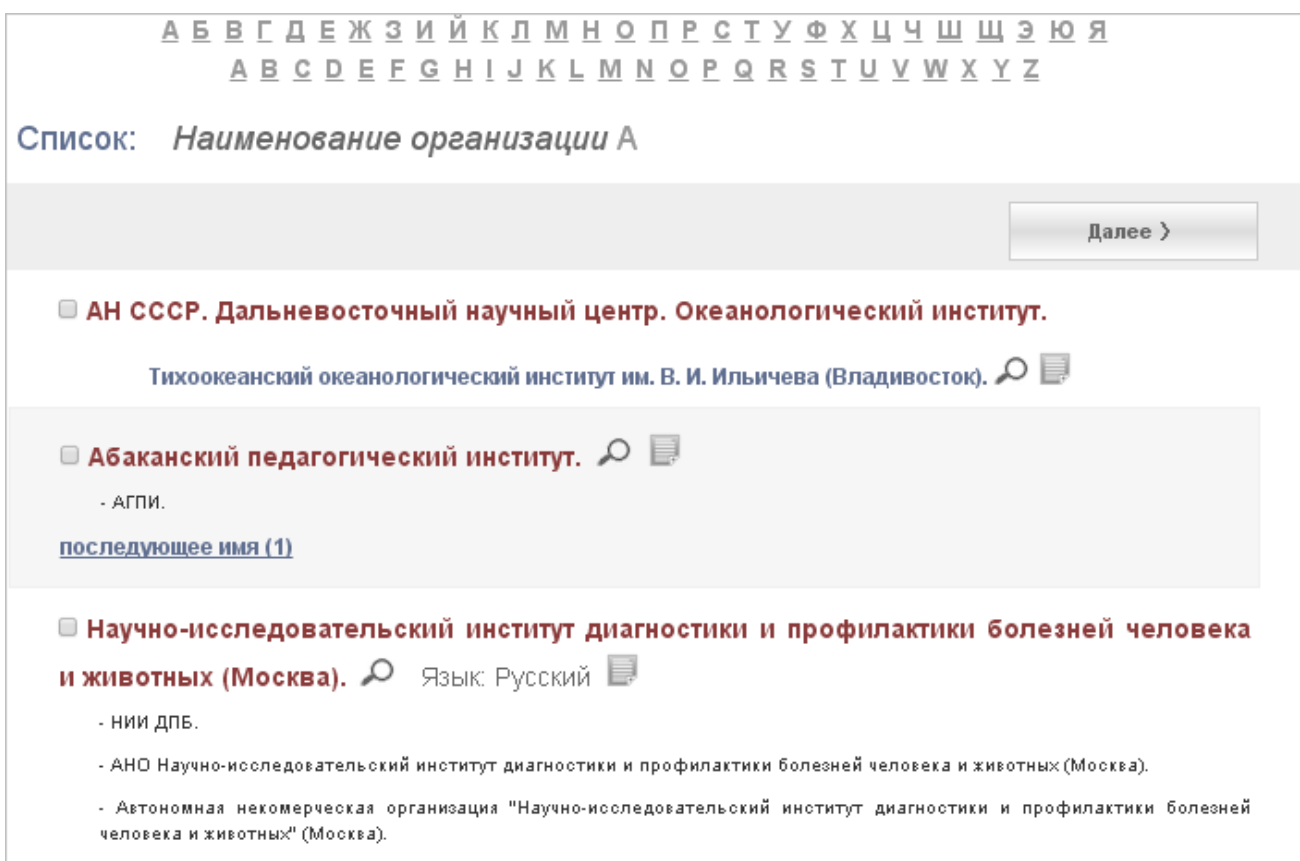 А Б В Г Д Е Ж З И Й К Л М Н О П Р С Т У Ф Х Ц Ч Ш Щ Э Ю Я
A B C D E F G H I J K L M N O P Q R S T U V W X Y Z
Список: Наименование организации А
Далее 〉
АН СССР. Дальневосточный научный центр. Океанологический институт.
Тихоокеанский океанологический институт им. В. И. Ильичева (Владивосток).
Абаканский педагогический институт.
- АГПИ.
последующее имя (1)
Научно-исследовательский институт диагностики и профилактики болезней человека
и животных (Москва). Язык: Русский
- НИИ ДПБ.
- АНО Научно-исследовательский институт диагностики и профилактики болезней человека и животных (Москва).
- Автономная некомерческая организация "Научно-исследовательский институт диагностики и профилактики болезней
человека и животных" (Москва).